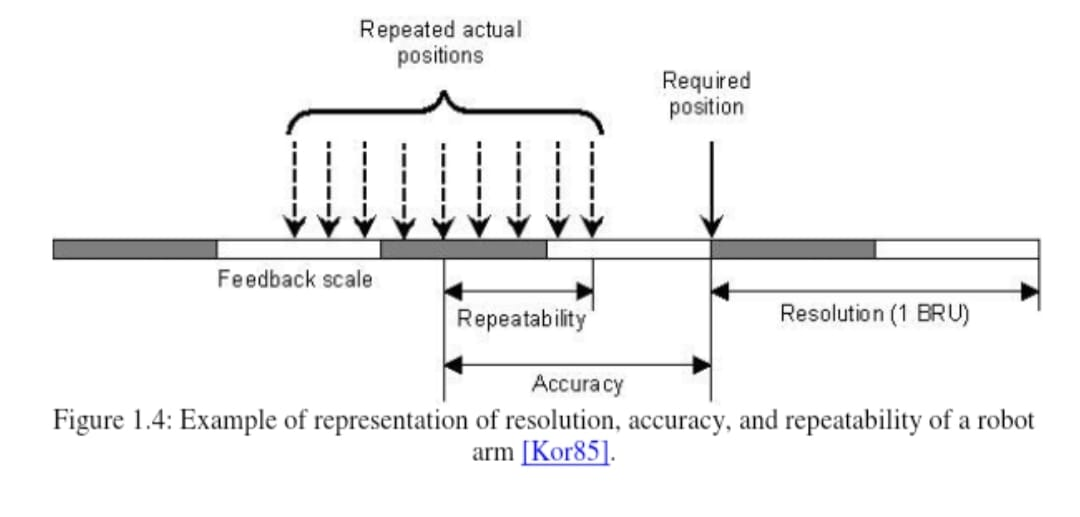 Repeated actual
positions
Required
position
Feedback scale
Repeatability
Resolution (1 BRU)
Accuracy
Figure 1.4: Example of representation of resolution, accuracy, and repeatability of a robot
arm [Kor85].